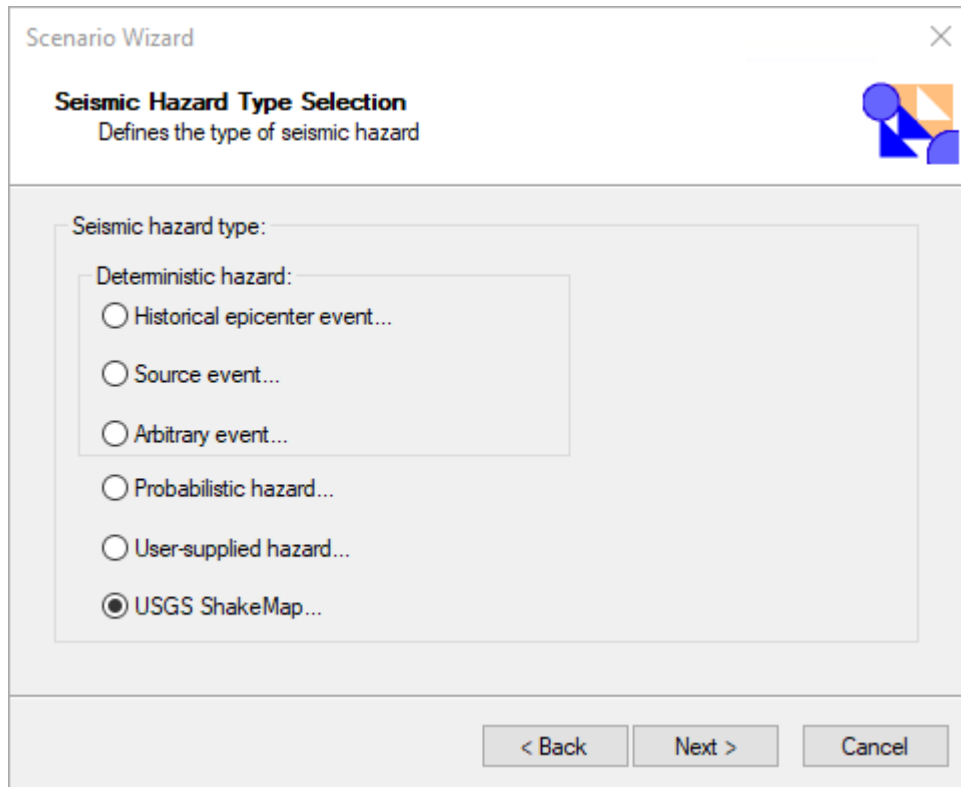 Scenario Wizard
Seismic Hazard Type Selection
Defines the type of seismic hazard
Seismic hazard type:
Deterministic hazard:
Historical epicenter event...
Source event...
Arbitrary event...
Probabilistic hazard...
User-supplied hazard...
USGS ShakeMap...
< Back Next > Cancel